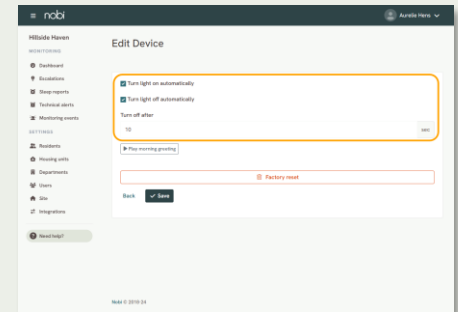 nobi
Aurelie Hens
Hillside Haven
MONITORING
Dashboard
Escalations
Sleep reports
Technical alerts
Monitoring events
SETTINGS
Residents
Housing units
Departments
Users
Site
Integrations
Need help?
Edit Device
Turn light on automatically
Turn light off automatically
Turn off after
10 sec
Play morning greeting
Factory reset
Back Save
Nobi © 2018-24